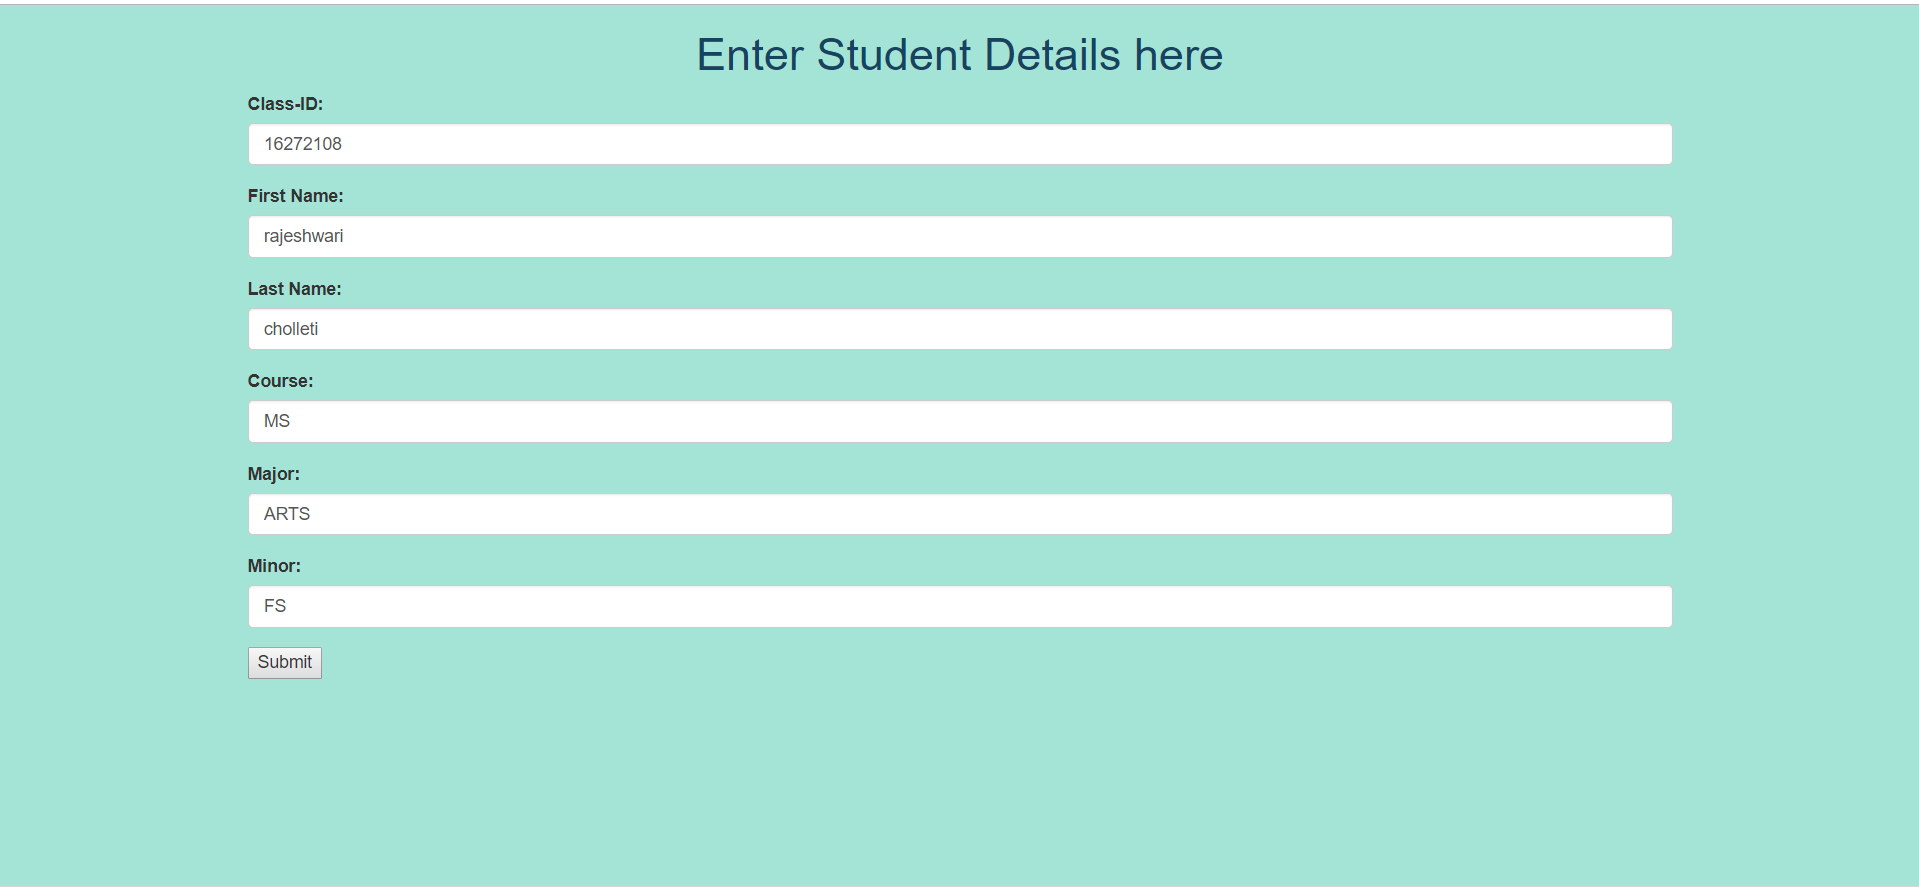 Enter Student Details here
Class-ID:
16272108
First Name:
rajeshwari
Last Name:
cholleti
Course:
MS
Major:
ARTS
Minor:
FS
Submit